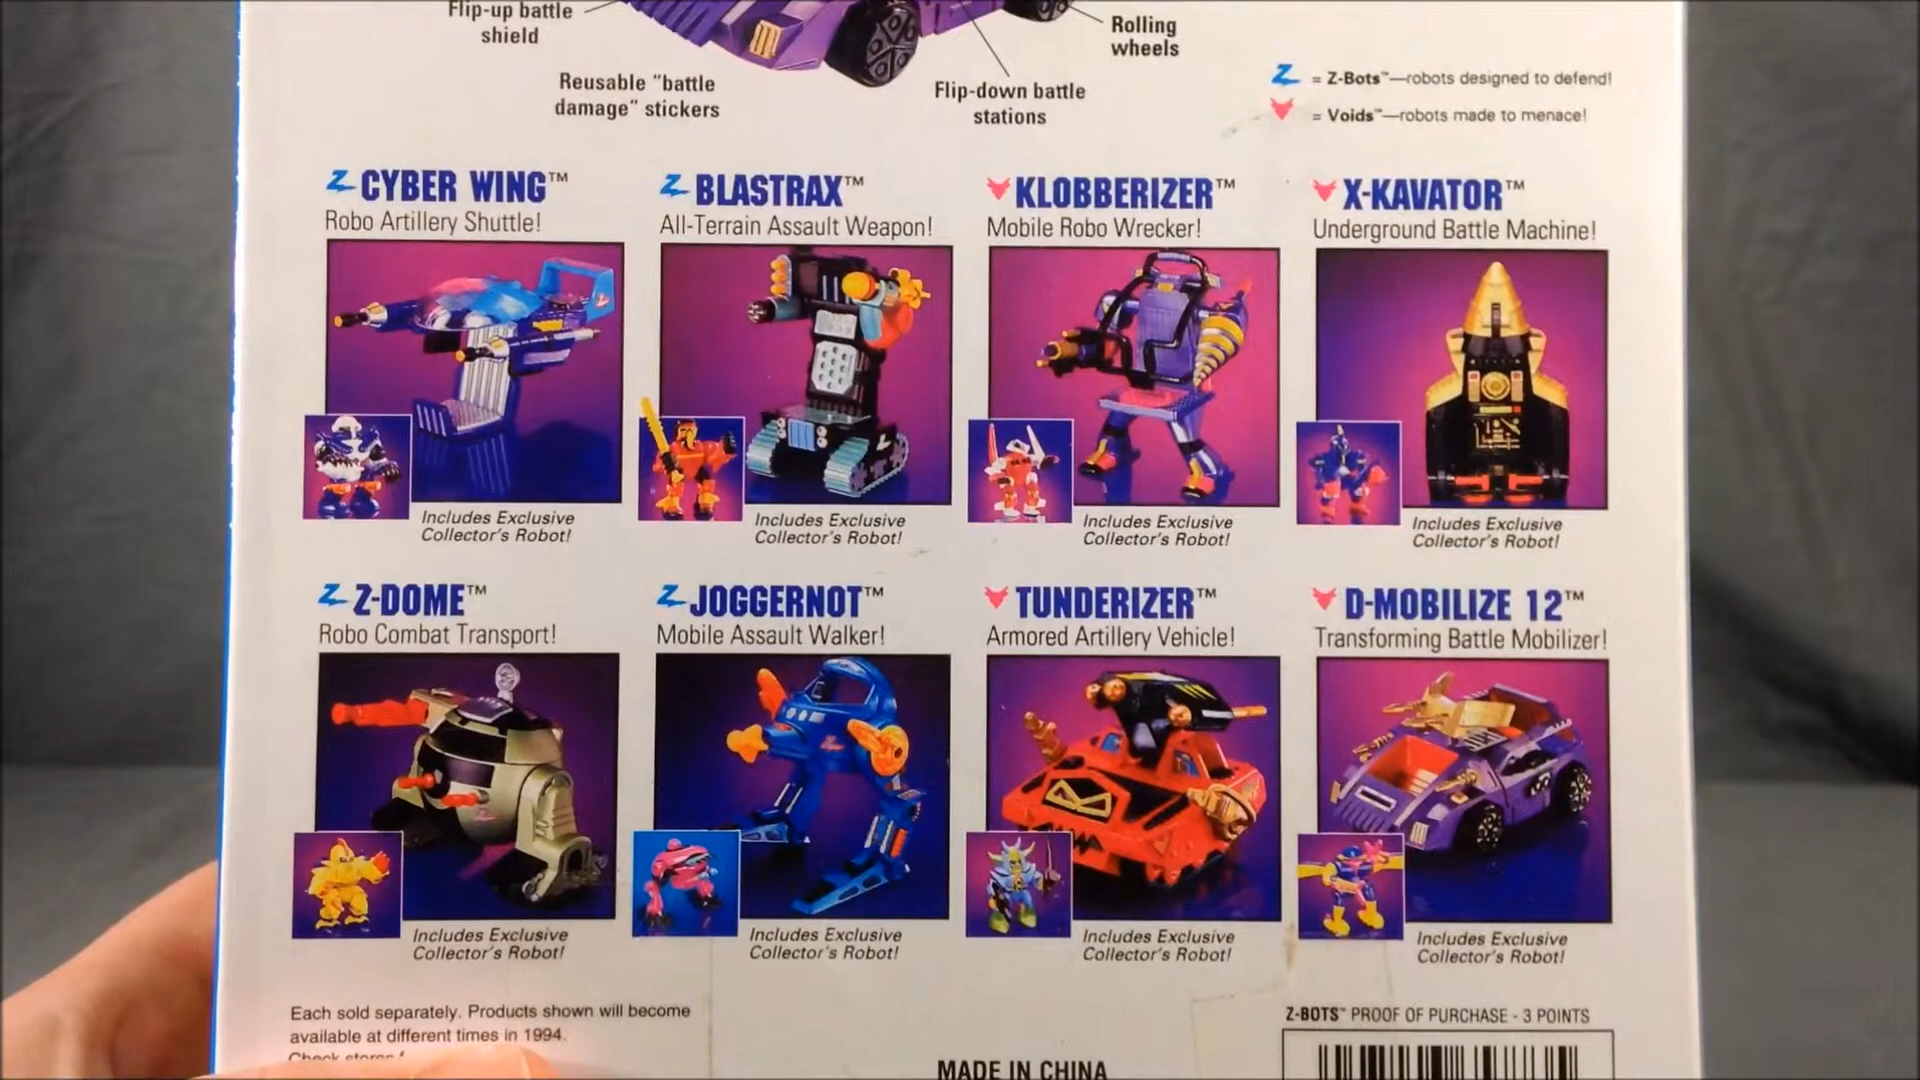 Flip-up battle
shield
Rolling
wheels
Reusable "battle
damage" stickers
Flip-down battle
stations
Z = Z-Bots™—robots designed to defend!
= Voids™—robots made to menace!
Z CYBER WING™
Robo Artillery Shuttle!
Z BLASTRAX™
All-Terrain Assault Weapon!
KLOBBERIZER™
Mobile Robo Wrecker!
X-KAVATOR™
Underground Battle Machine!
Includes Exclusive
Collector's Robot!
Includes Exclusive
Collector's Robot!
Includes Exclusive
Collector's Robot!
Includes Exclusive
Collector's Robot!
Z Z-DOME™
Robo Combat Transport!
Z JOGGERNOT™
Mobile Assault Walker!
TUNDERIZER™
Armored Artillery Vehicle!
D-MOBILIZE 12™
Transforming Battle Mobilizer!
Includes Exclusive
Collector's Robot!
Includes Exclusive
Collector's Robot!
Includes Exclusive
Collector's Robot!
Includes Exclusive
Collector's Robot!
Each sold separately. Products shown will become
available at different times in 1994.
Check stores
Z-BOTS™ PROOF OF PURCHASE - 3 POINTS
MADE IN CHINA